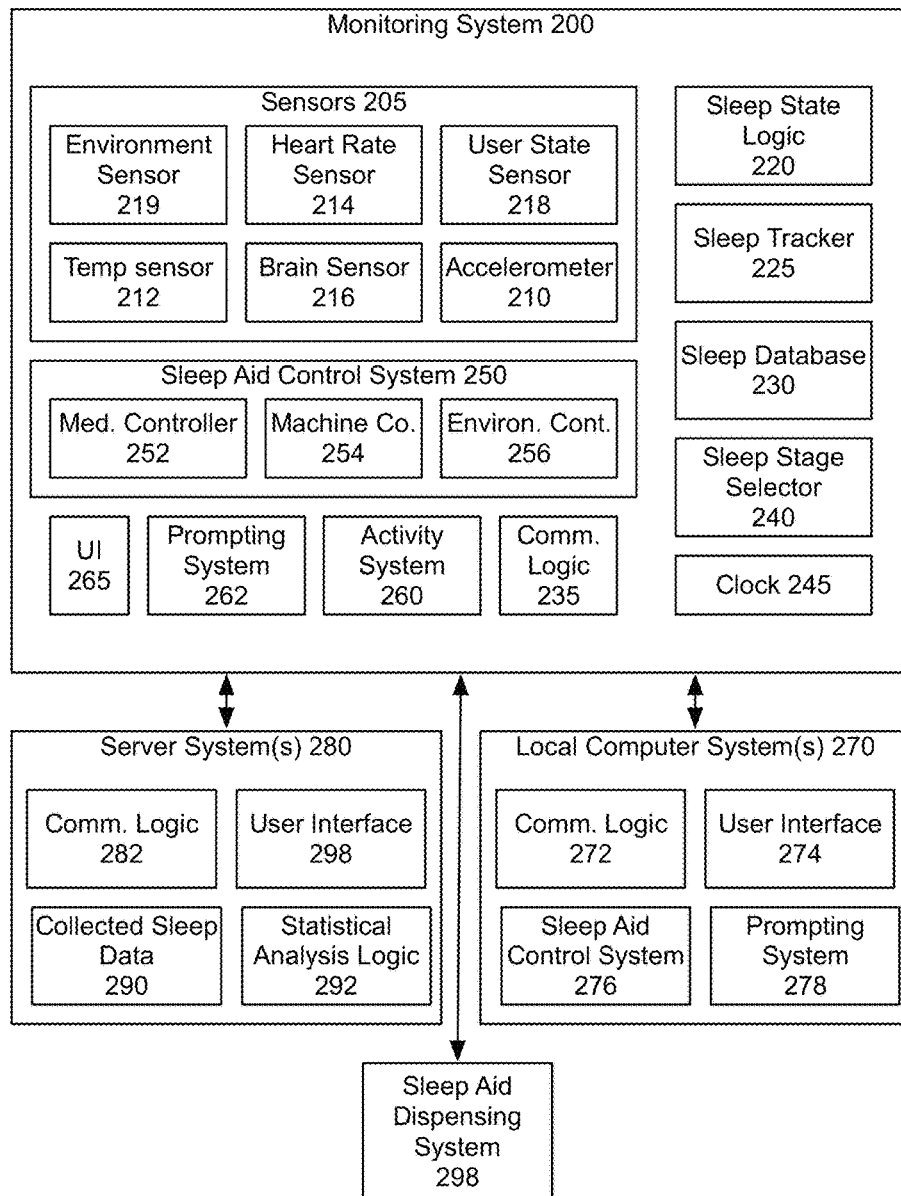 Monitoring System 200
Sensors 205
Environment
Sensor
219
Heart Rate
Sensor
214
User State
Sensor
218
Temp sensor
212
Brain Sensor
216
Accelerometer
210
Sleep State
Logic
220
Sleep Tracker
225
Sleep Database
230
Sleep Stage
Selector
240
Clock 245
Sleep Aid Control System 250
Med. Controller
252
Machine Co.
254
Environ. Cont.
256
UI
265
Prompting
System
262
Activity
System
260
Comm.
Logic
235
Server System(s) 280
Comm. Logic
282
User Interface
298
Collected Sleep
Data
290
Statistical
Analysis Logic
292
Local Computer System(s) 270
Comm. Logic
272
User Interface
274
Sleep Aid
Control System
276
Prompting
System
278
Sleep Aid
Dispensing
System
298